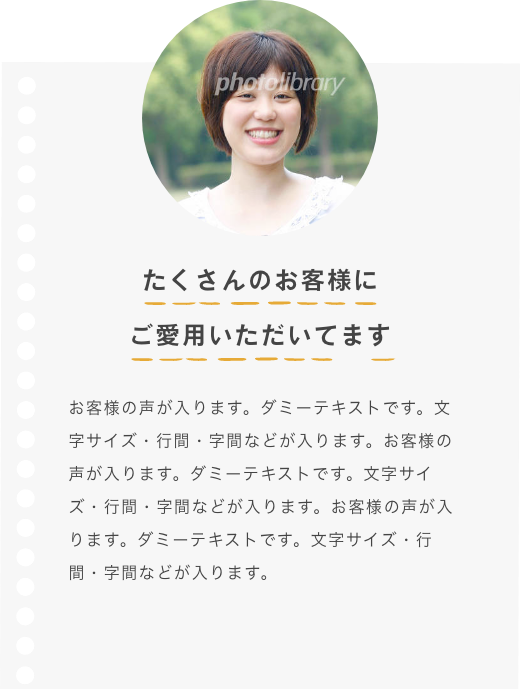 photolibrary
たくさんのお客様に
ご愛用いただいてます
お客様の声が入ります。ダミーテキストです。文
字サイズ・行間・字間などが入ります。お客様の
声が入ります。ダミーテキストです。文字サイ
ズ・行間・字間などが入ります。お客様の声が入
ります。ダミーテキストです。文字サイズ・行
間・字間などが入ります。